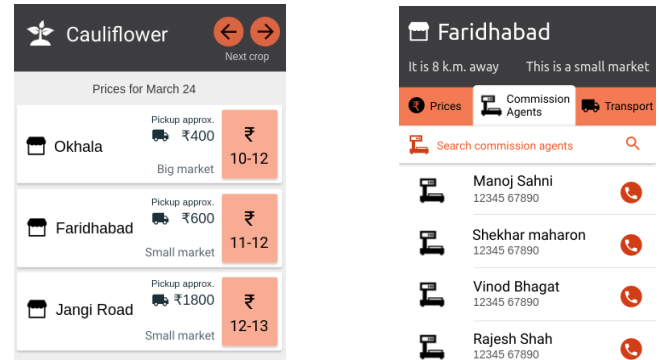 Cauliflower
Next crop
Prices for March 24
Okhala
Pickup approx.
₹400
Big market
₹
10-12
Faridhabad
Pickup approx.
₹600
Small market
₹
11-12
Jangi Road
Pickup approx.
₹1800
Small market
₹
12-13
Faridhabad
It is 8 k.m. away
This is a small market
₹ Prices
Commission
Agents
Transport
Search commission agents
Manoj Sahni
12345 67890
Shekhar maharon
12345 67890
Vinod Bhagat
12345 67890
Rajesh Shah
12345 67890